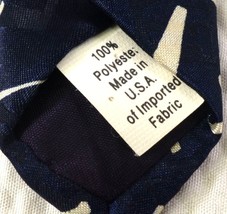 100%
Polyester
Made in
U.S.A.
of Imported
Fabric